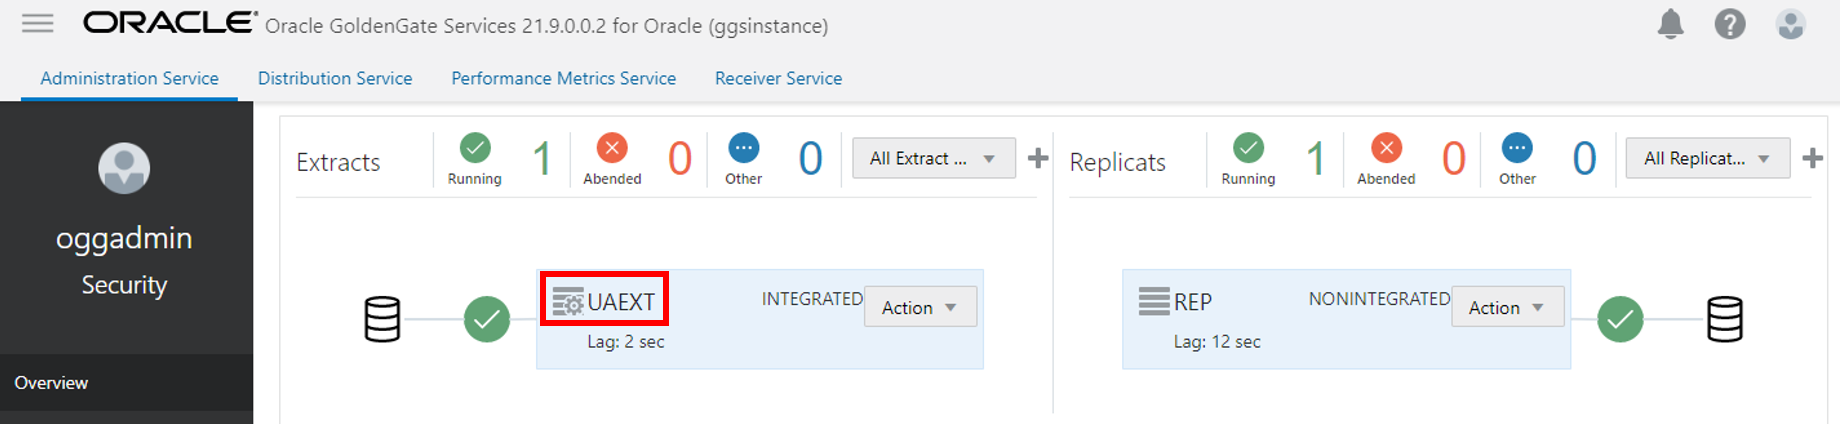 ORACLE Oracle GoldenGate Services 21.9.0.0.2 for Oracle (ggsinstance)
Administration Service Distribution Service Performance Metrics Service Receiver Service
oggadmin
Security
Overview
Extracts Running 1 Abended 0 Other 0 All Extract ...
UAEXT INTEGRATED Action
Lag: 2 sec
Replicats Running 1 Abended 0 Other 0 All Replicat...
REP NONINTEGRATED Action
Lag: 12 sec